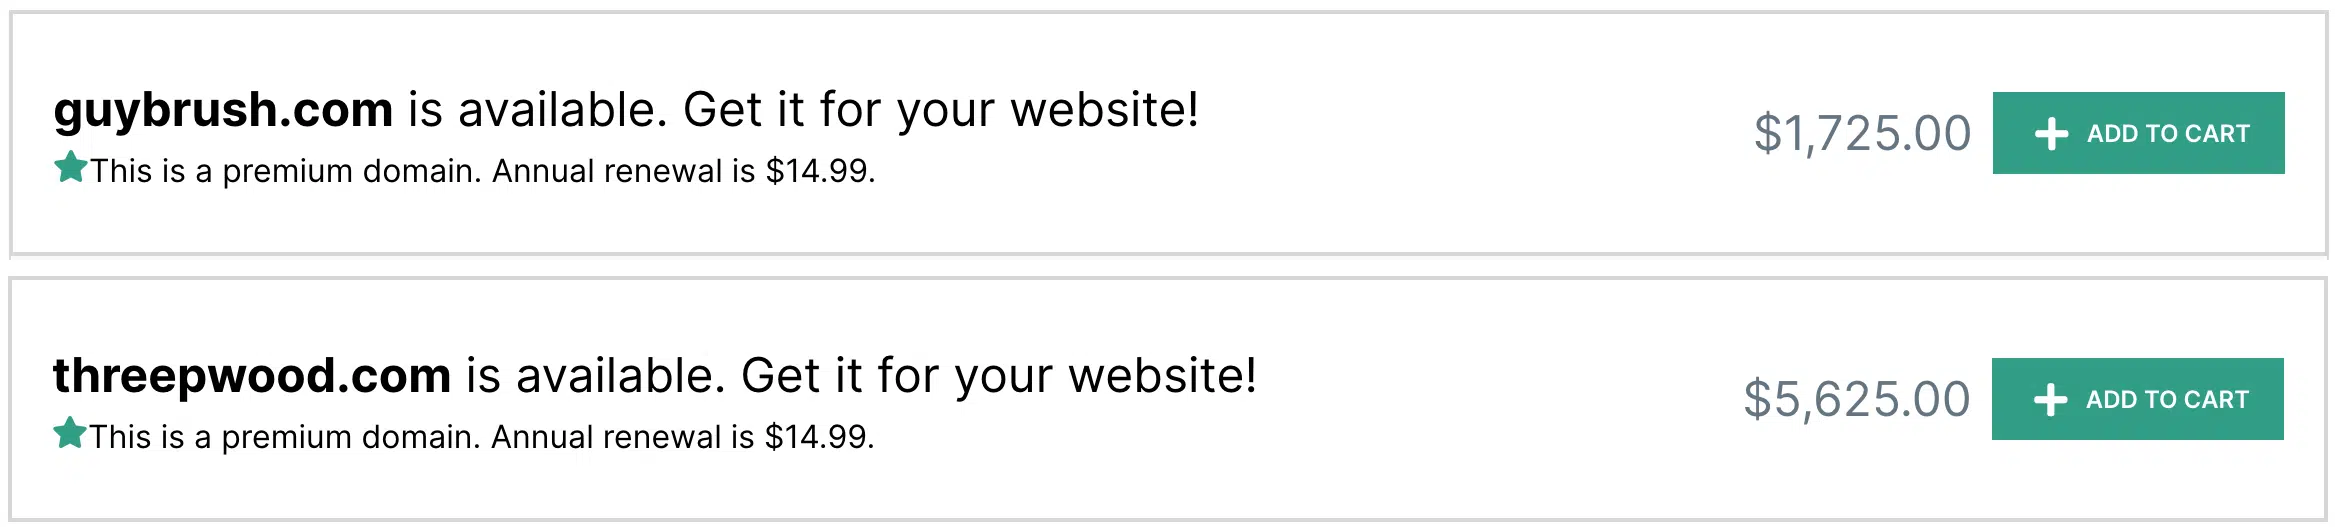 guybrush.com is available. Get it for your website!
This is a premium domain. Annual renewal is $14.99.
$1,725.00
ADD TO CART
threepwood.com is available. Get it for your website!
This is a premium domain. Annual renewal is $14.99.
$5,625.00
ADD TO CART